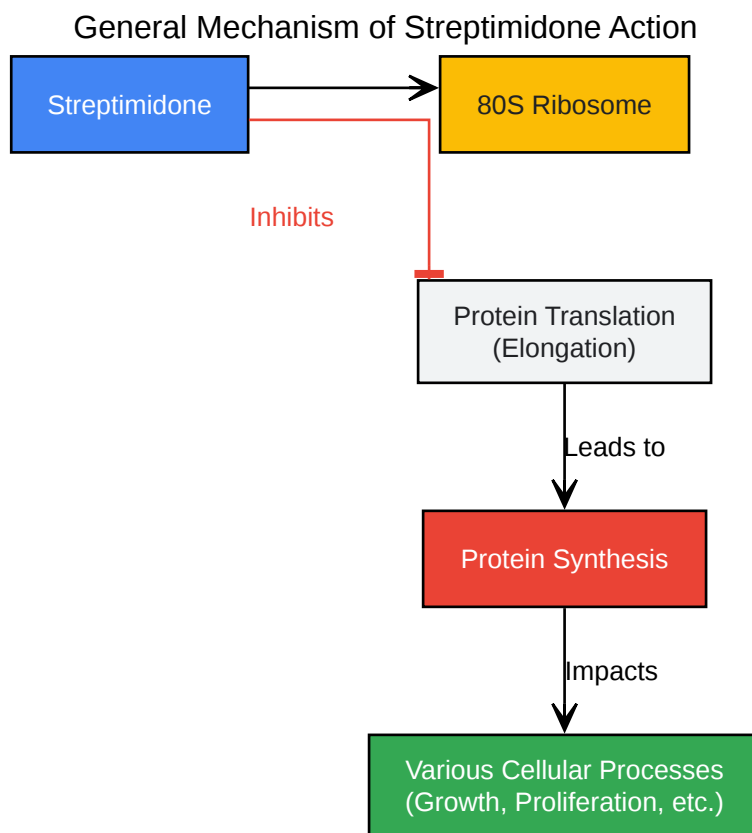 General Mechanism of Streptimidone Action
Streptimidone
80S Ribosome
Inhibits
Protein Translation
(Elongation)
Leads to
Protein Synthesis
Impacts
Various Cellular Processes
(Growth, Proliferation, etc.)